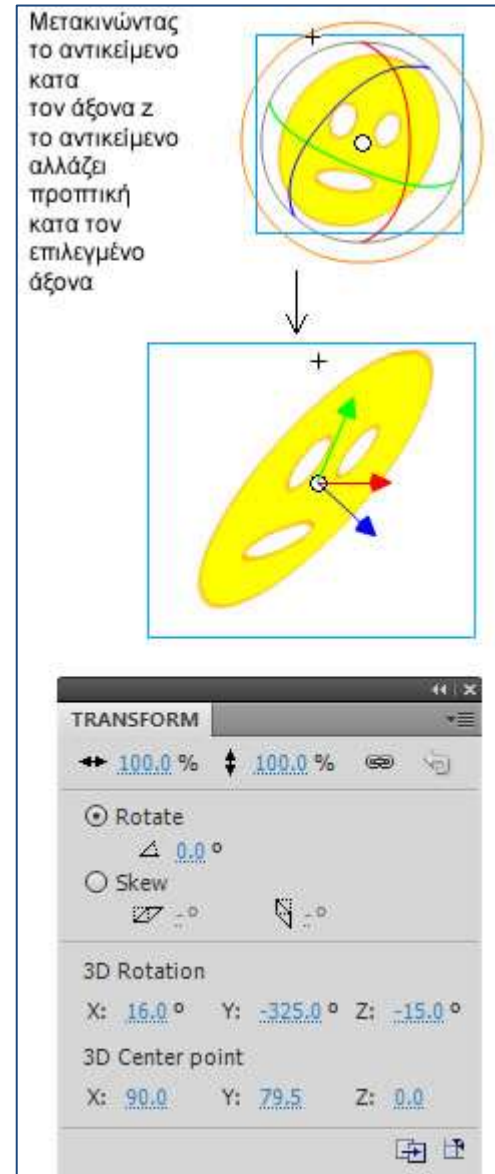 Μετακινώντας
το αντικείμενο
κατα
τον άξονα z
το αντικείμενο
αλλάζει
προπτική
κατα τον
επιλεγμένο
άξονα
TRANSFORM
100.0 % 100.0 %
Rotate
0.0 °
Skew
- ° - °
3D Rotation
X: 16.0 ° Y: -325.0 ° Z: -15.0 °
3D Center point
X: 90.0 Y: 79.5 Z: 0.0